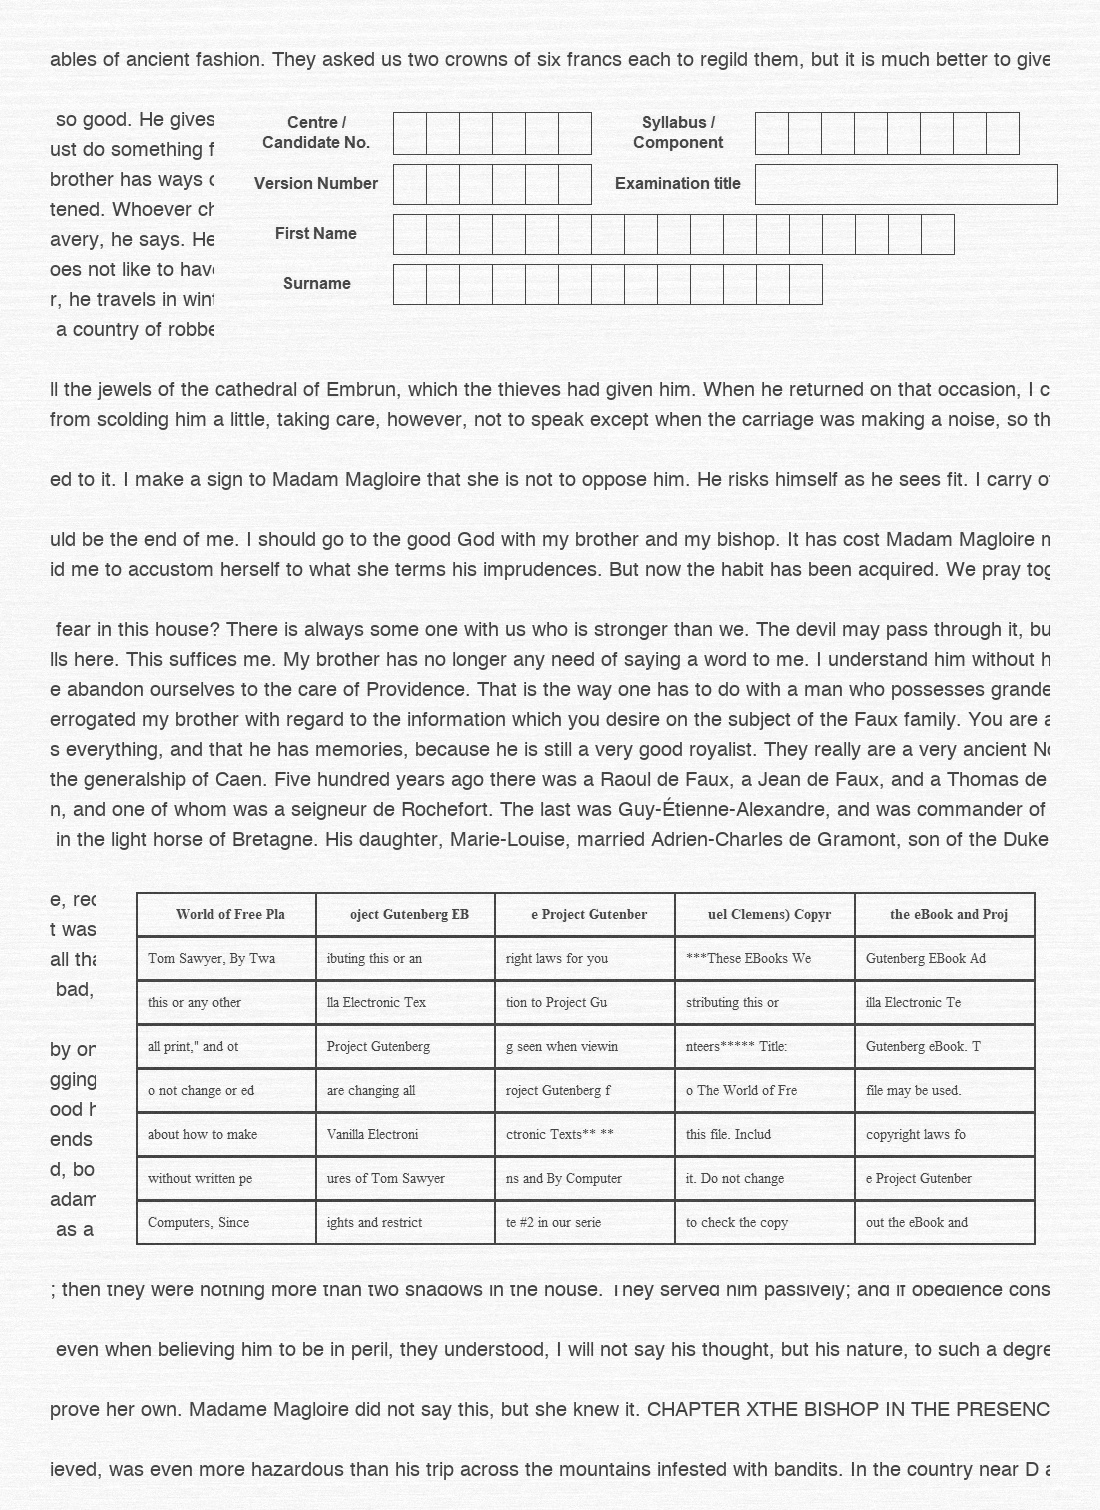 ables of ancient fashion. They asked us two crowns of six francs each to regild them, but it is much better to give
so good. He gives
ust do something f
brother has ways
tened. Whoever ch
avery, he says. He
oes not like to have
r, he travels in wint
a country of robbe
Centre /
Candidate No.
Syllabus /
Component
Version Number
Examination title
First Name
Surname
ll the jewels of the cathedral of Embrun, which the thieves had given him. When he returned on that occasion, I c
from scolding him a little, taking care, however, not to speak except when the carriage was making a noise, so th
ed to it. I make a sign to Madam Magloire that she is not to oppose him. He risks himself as he sees fit. I carry
uld be the end of me. I should go to the good God with my brother and my bishop. It has cost Madam Magloire
id me to accustom herself to what she terms his imprudences. But now the habit has been acquired. We pray tog
fear in this house? There is always some one with us who is stronger than we. The devil may pass through it, bu
lls here. This suffices me. My brother has no longer any need of saying a word to me. I understand him without h
e abandon ourselves to the care of Providence. That is the way one has to do with a man who possesses grande
errogated my brother with regard to the information which you desire on the subject of the Faux family. You are
s everything, and that he has memories, because he is still a very good royalist. They really are a very ancient
the generalship of Caen. Five hundred years ago there was a Raoul de Faux, a Jean de Faux, and a Thomas de
n, and one of whom was a seigneur de Rochefort. The last was Guy-Étienne-Alexandre, and was commander of
in the light horse of Bretagne. His daughter, Marie-Louise, married Adrien-Charles de Gramont, son of the Duke
e, rec
t was
all tha
bad,
by on
gging
ood h
ends
d, bo
adam
as a
World of Free Pla oject Gutenberg EB e Project Gutenber uel Clemens) Copyr the eBook and Proj
Tom Sawyer, By Twa ibuting this or an right laws for you ***These EBooks We Gutenberg EBook Ad
this or any other lla Electronic Tex tion to Project Gu stributing this or illa Electronic Te
all print," and ot Project Gutenberg g seen when viewin nteers***** Title: Gutenberg eBook. T
o not change or ed are changing all roject Gutenberg f o The World of Fre file may be used.
about how to make Vanilla Electroni ctronic Texts** ** this file. Includ copyright laws fo
without written pe ures of Tom Sawyer ns and By Computer it. Do not change e Project Gutenber
Computers, Since ights and restrict te #2 in our serie to check the copy out the eBook and
; then they were nothing more than two shadows in the house. They served him passively; and if obedience cons
even when believing him to be in peril, they understood, I will not say his thought, but his nature, to such a degre
prove her own. Madame Magloire did not say this, but she knew it. CHAPTER XTHE BISHOP IN THE PRESENC
ieved, was even more hazardous than his trip across the mountains infested with bandits. In the country near D